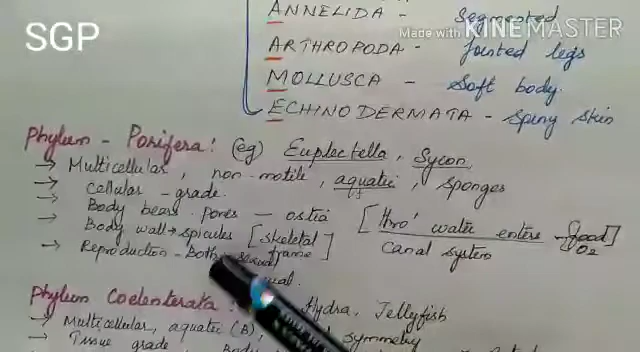 SGP
Made with KINEMASTER
ANNELIDA - Segmented
ARTHROPODA - Jointed legs
MOLLUSCA - Soft body.
ECHINODERMATA - Spiny skin
Phylum - Porifera: (eg) Euplectella, Sycon,
→ Multicellular, non-motile, aquatic, sponges
→ Cellular - grade.
→ Body bears pores - ostia [thro' water enters - food O2]
canal system
→ Body wall → spicules [skeletal frame]
→ Reproduction - Both sexual
Phylum Coelenterata: Hydra, Jellyfish
→ Multicellular, aquatic (B), symmetry
→ Tissue grade, Body